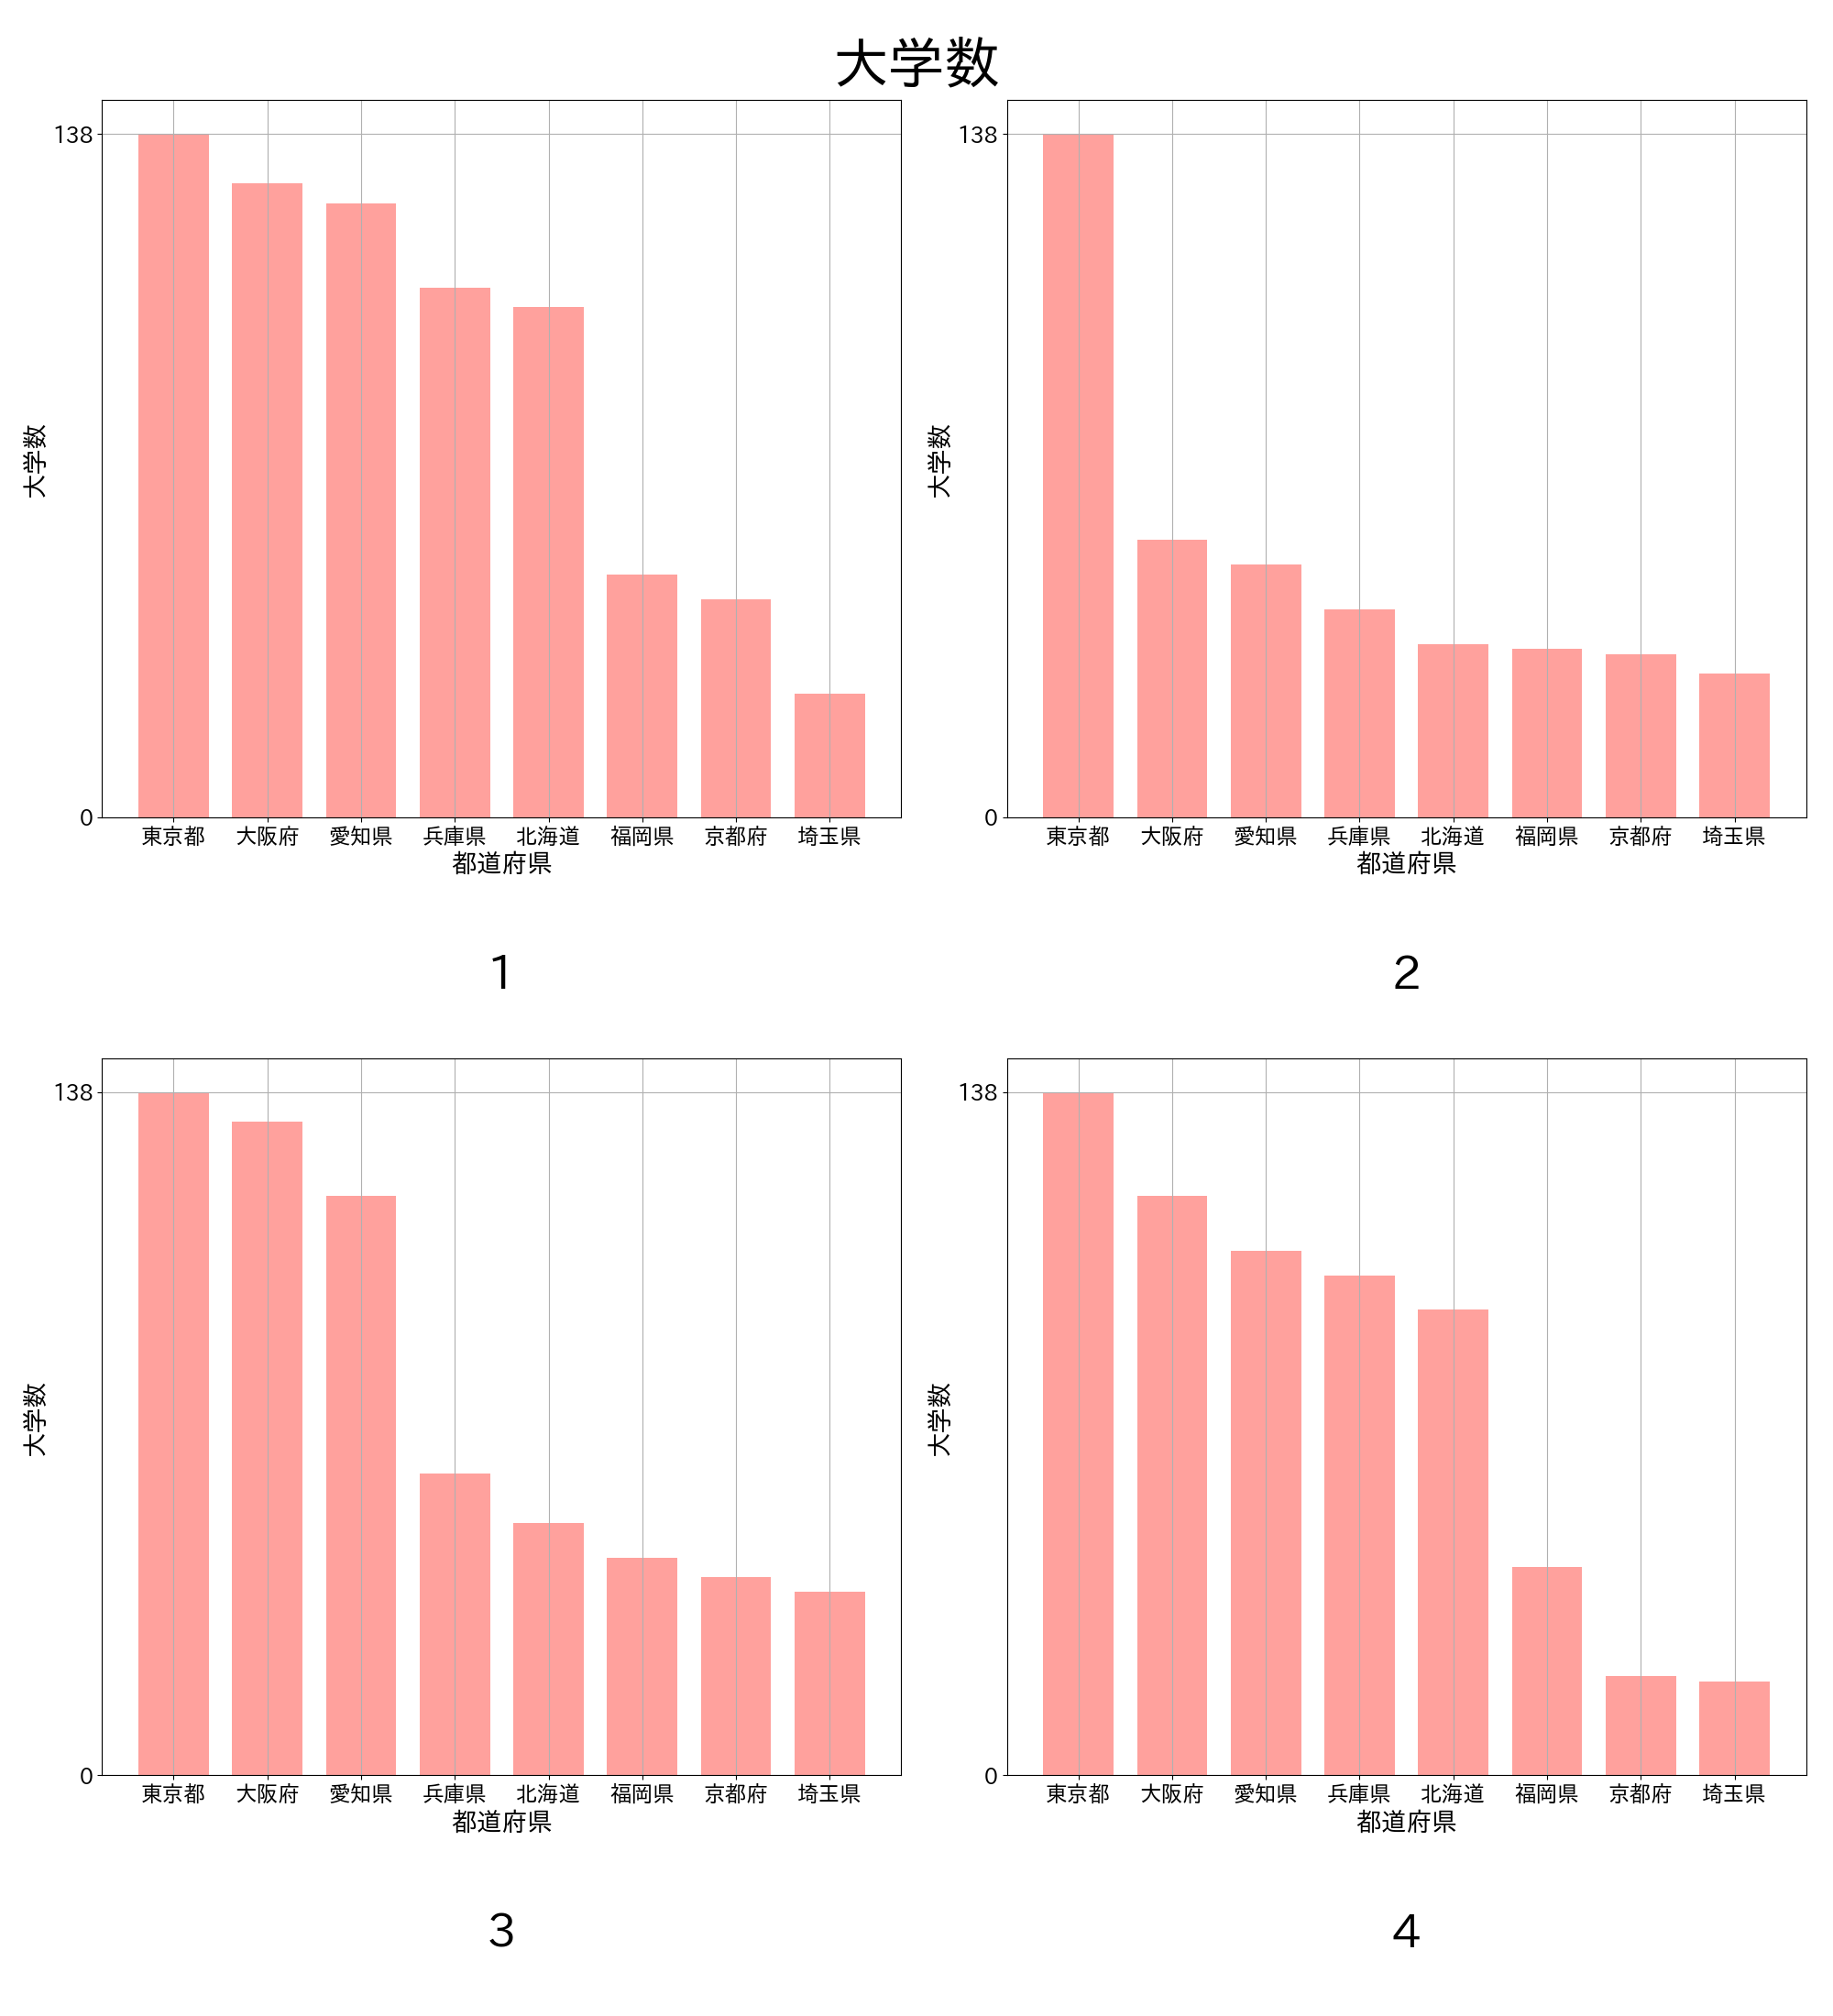 大学数
138
0
大学数
東京都 大阪府 愛知県 兵庫県 北海道 福岡県 京都府 埼玉県
都道府県
1
138
0
大学数
東京都 大阪府 愛知県 兵庫県 北海道 福岡県 京都府 埼玉県
都道府県
2
138
0
大学数
東京都 大阪府 愛知県 兵庫県 北海道 福岡県 京都府 埼玉県
都道府県
3
138
0
大学数
東京都 大阪府 愛知県 兵庫県 北海道 福岡県 京都府 埼玉県
都道府県
4